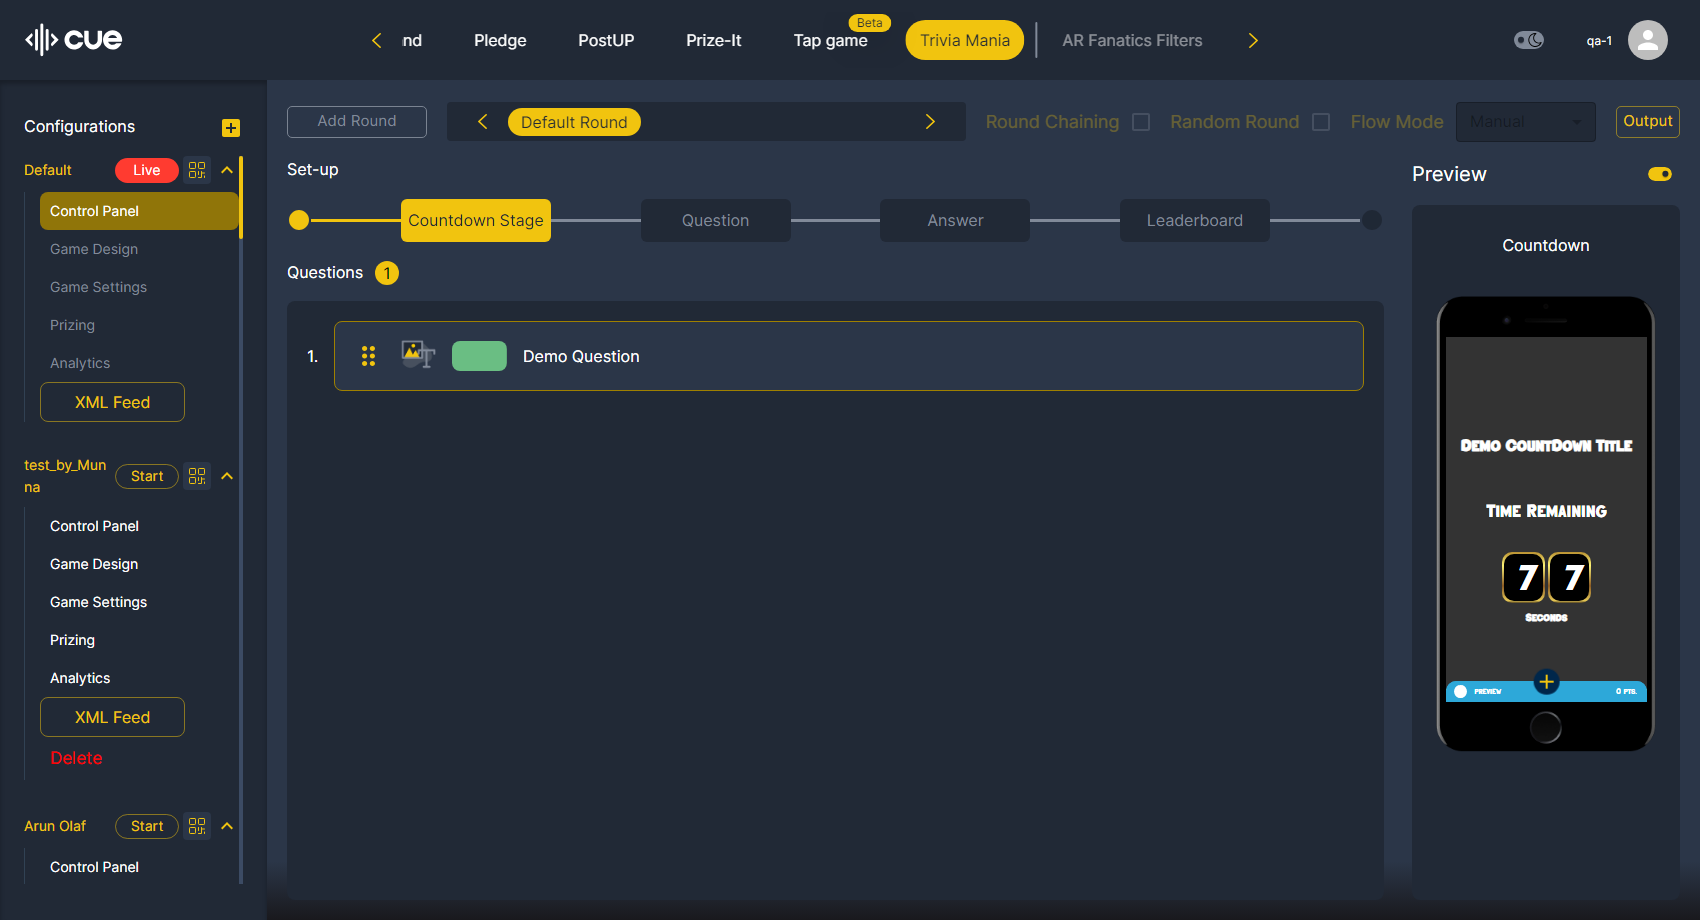 cue
nd
Pledge
PostUP
Prize-It
Tap game
Beta
Trivia Mania
AR Fanatics Filters
qa-1
Configurations
Default
Live
Control Panel
Game Design
Game Settings
Prizing
Analytics
XML Feed
test_by_Mun
na
Start
Control Panel
Game Design
Game Settings
Prizing
Analytics
XML Feed
Delete
Arun Olaf
Start
Control Panel
Add Round
Default Round
Round Chaining
Random Round
Flow Mode
Manual
Output
Set-up
Countdown Stage
Question
Answer
Leaderboard
Questions 1
1.
Demo Question
Preview
Countdown
Demo CountDown Title
Time Remaining
7 7
Seconds
PREVIEW
0 PTS.